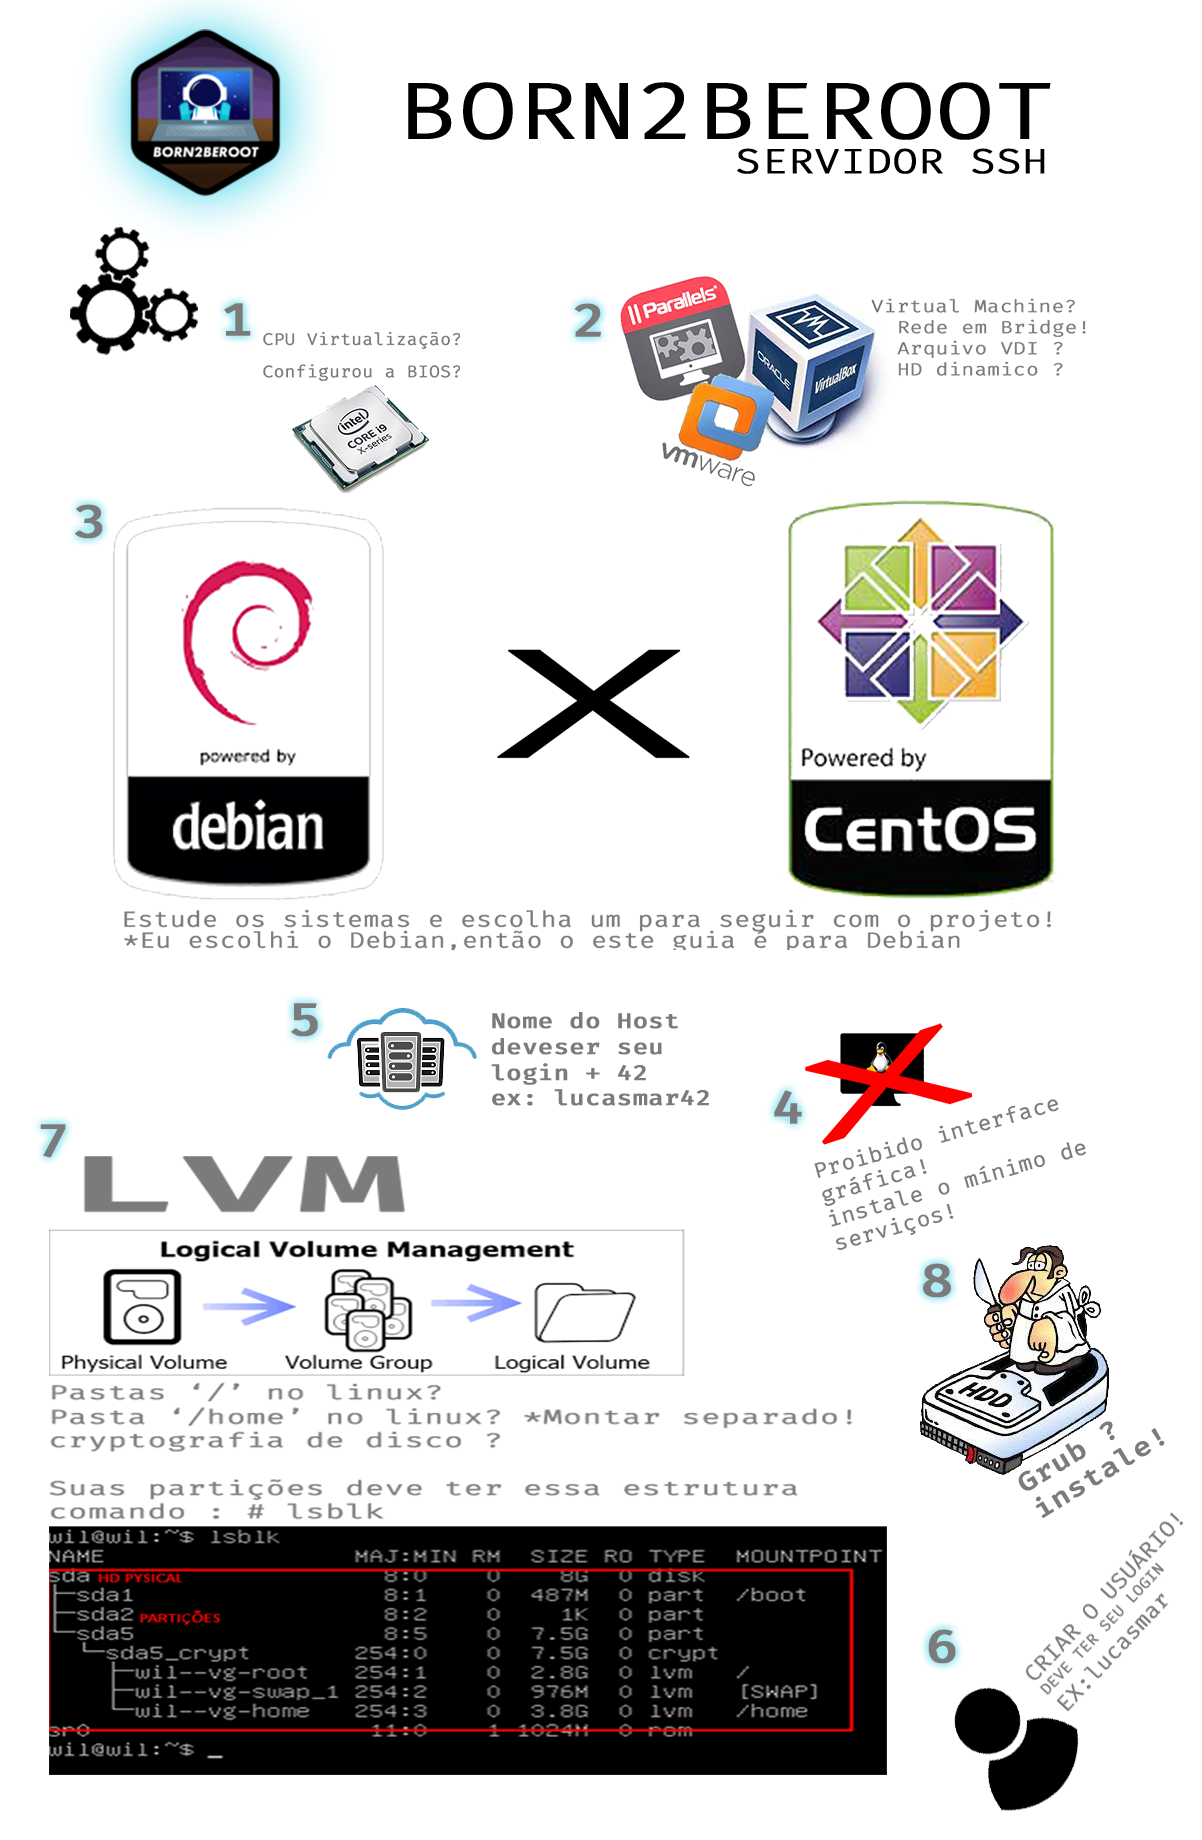 BORN2BEROOT
BORN2BEROOT
SERVIDOR SSH
1
CPU Virtualização?
Configurou a BIOS?
intel
CORE i9
X-series
2
Parallels
ORACLE
VirtualBox
vmware
Virtual Machine?
Rede em Bridge!
Arquivo VDI ?
HD dinamico ?
3
powered by
debian
X
Powered by
CentOS
Estude os sistemas e escolha um para seguir com o projeto!
*Eu escolhi o Debian,então o este guia é para Debian
5
Nome do Host
deveser seu
login + 42
ex: lucasmar42
4
Proibido interface
gráfica!
instale o mínimo de
serviços!
7
LVM
Logical Volume Management
Physical Volume
Volume Group
Logical Volume
Pastas ‘/’ no linux?
Pasta ‘/home’ no linux? *Montar separado!
cryptografia de disco ?
Suas partições deve ter essa estrutura
comando : # lsblk
wil@wil:~$ lsblk
NAME MAJ:MIN RM SIZE RO TYPE MOUNTPOINT
sda HD PYSICAL 8:0 0 8G 0 disk
├─sda1 8:1 0 487M 0 part /boot
├─sda2 PARTIÇÕES 8:2 0 1K 0 part
└─sda5 8:5 0 7.5G 0 part
└─sda5_crypt 254:0 0 7.5G 0 crypt
├─wil--vg-root 254:1 0 2.8G 0 lvm /
├─wil--vg-swap_1 254:2 0 976M 0 lvm [SWAP]
└─wil--vg-home 254:3 0 3.8G 0 lvm /home
sr0 11:0 1 1024M 0 rom
wil@wil:~$ _
8
HDD
Grub ?
instale!
6
CRIAR O USUÁRIO!
DEVE TER SEU LOGIN
EX:lucasmar